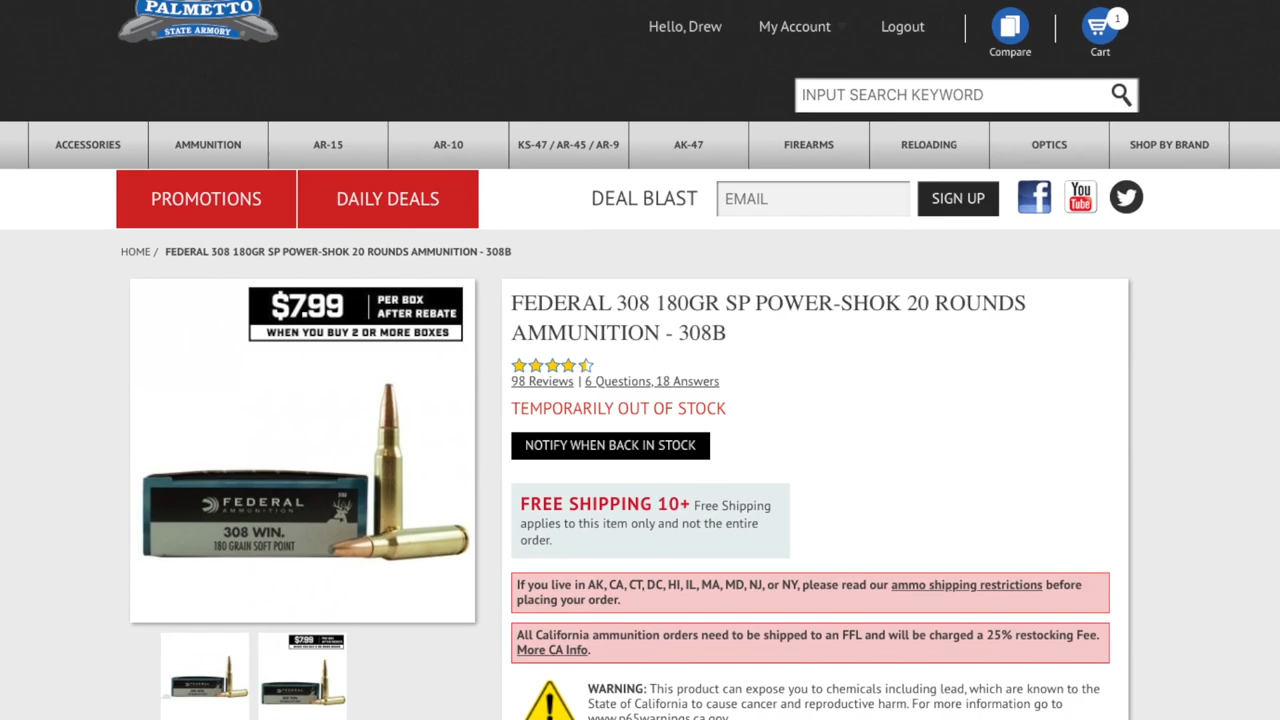 PALMETTO
STATE ARMORY
Hello, Drew
My Account
Logout
Compare
1
Cart
INPUT SEARCH KEYWORD
ACCESSORIES
AMMUNITION
AR-15
AR-10
KS-47 / AR-45 / AR-9
AK-47
FIREARMS
RELOADING
OPTICS
SHOP BY BRAND
PROMOTIONS
DAILY DEALS
DEAL BLAST
EMAIL
SIGN UP
You
Tube
HOME / FEDERAL 308 180GR SP POWER-SHOK 20 ROUNDS AMMUNITION - 308B
$7.99
PER BOX
AFTER REBATE
WHEN YOU BUY 2 OR MORE BOXES
FEDERAL
AMMUNITION
308
308 WIN.
180 GRAIN SOFT POINT
FEDERAL 308 180GR SP POWER-SHOK 20 ROUNDS
AMMUNITION - 308B
98 Reviews | 6 Questions, 18 Answers
TEMPORARILY OUT OF STOCK
NOTIFY WHEN BACK IN STOCK
FREE SHIPPING 10+ Free Shipping
applies to this item only and not the entire
order.
If you live in AK, CA, CT, DC, HI, IL, MA, MD, NJ, or NY, please read our ammo shipping restrictions before
placing your order.
All California ammunition orders need to be shipped to an FFL and will be charged a 25% restocking Fee.
More CA Info.
WARNING: This product can expose you to chemicals including lead, which are known to the
State of California to cause cancer and reproductive harm. For more information go to
www.p65warnings.ca.gov
$7.99